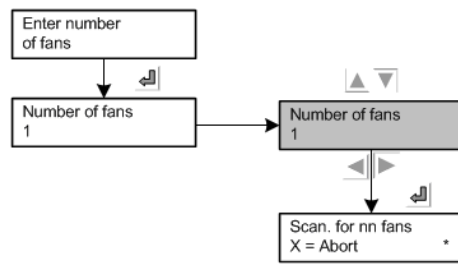 Enter number
of fans
Number of fans
1
Number of fans
1
Scan. for nn fans
X = Abort *